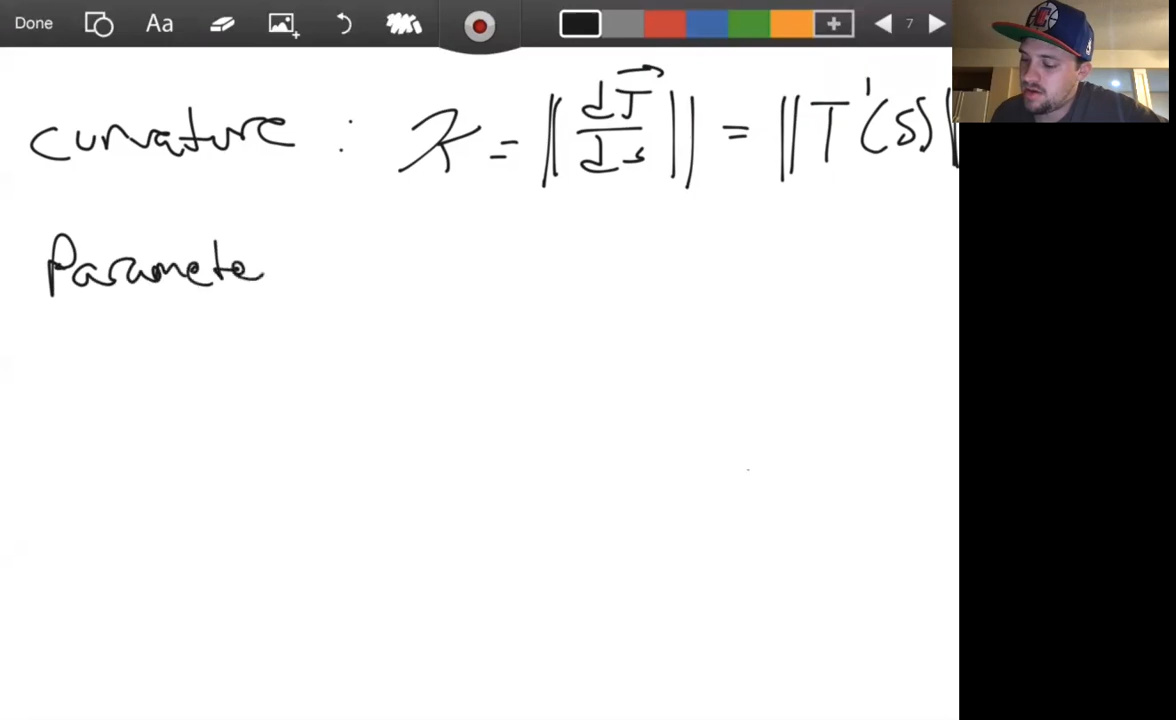 Done Aa 7
curvature : K = || dT⃗/ds || = || T'(s) ||
Paramete